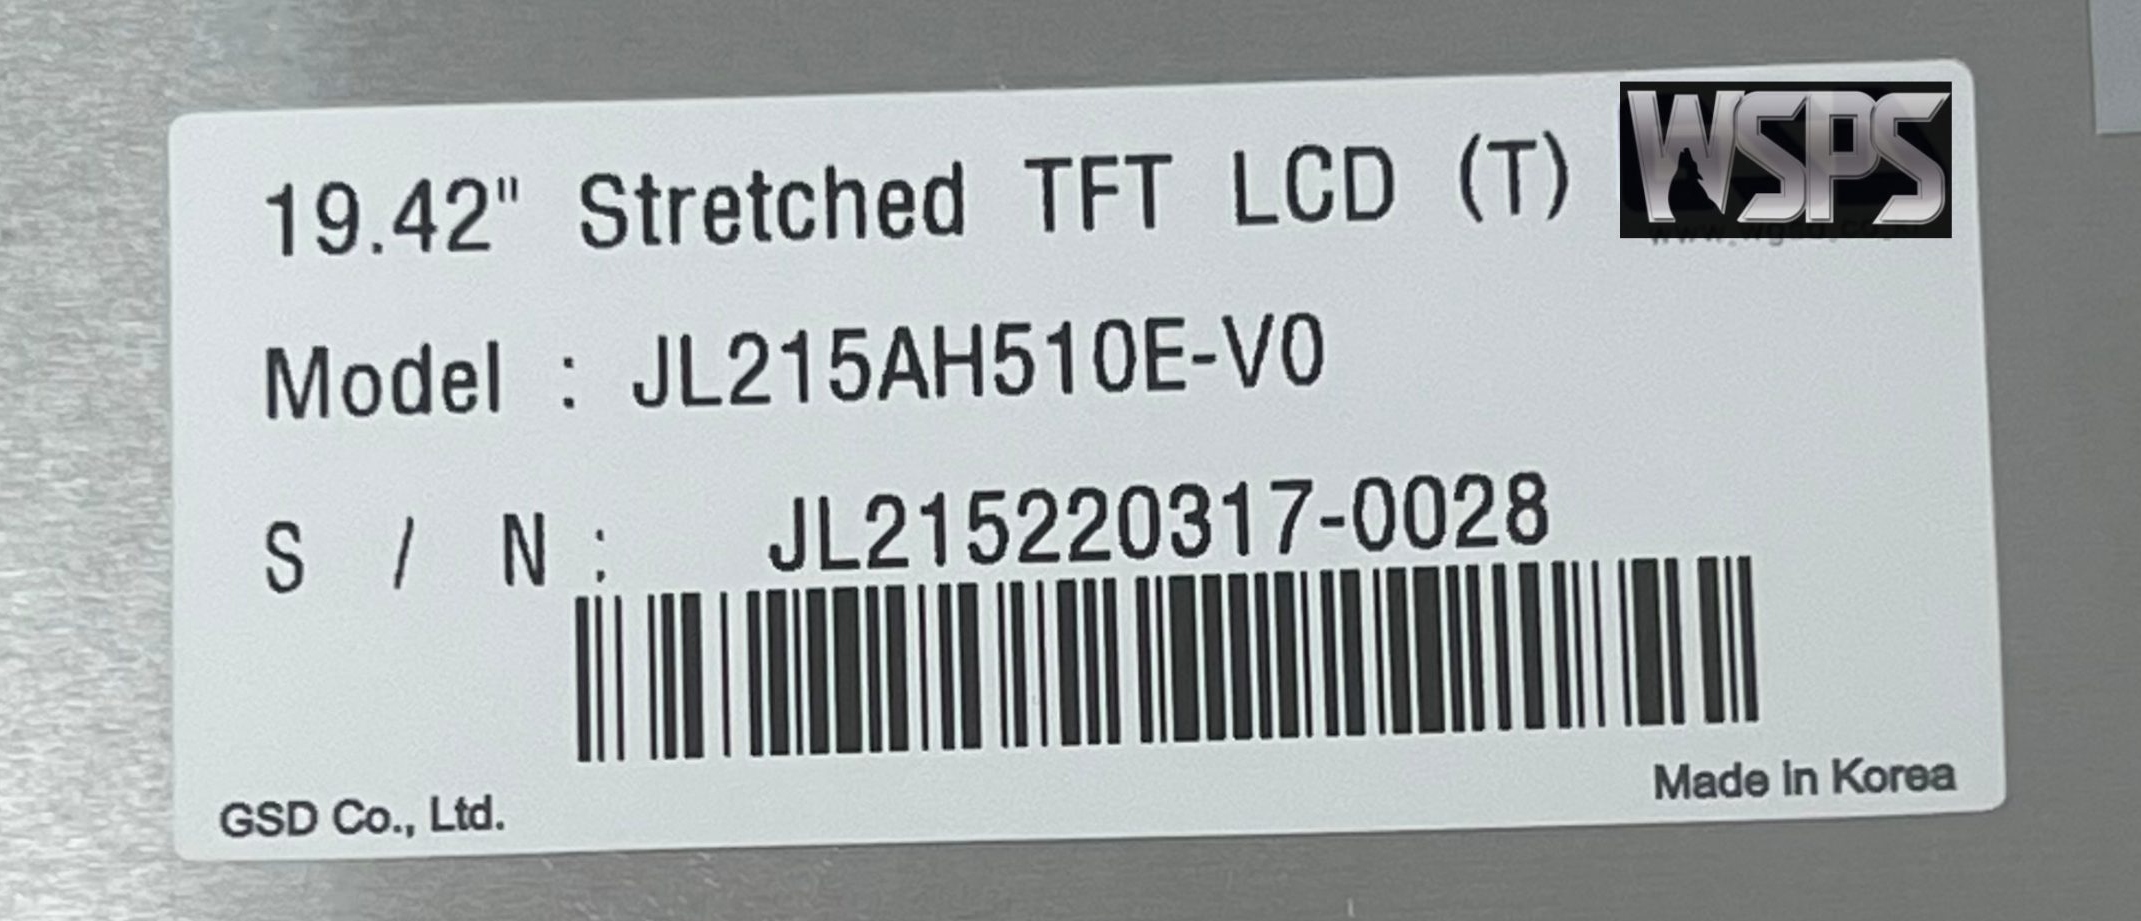 19.42" Stretched TFT LCD (T)
WSPS
Model : JL215AH510E-V0
S / N : JL215220317-0028
GSD Co., Ltd.
Made in Korea